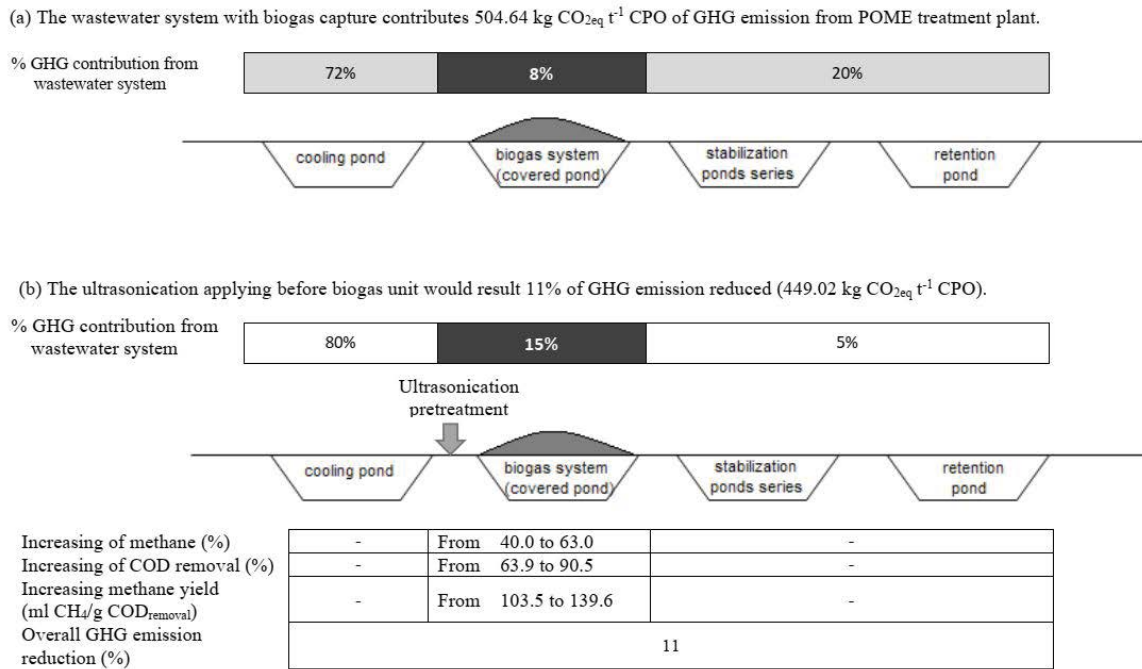 (a) The wastewater system with biogas capture contributes 504.64 kg CO2eq t-1 CPO of GHG emission from POME treatment plant.
% GHG contribution from
wastewater system
72%
8%
20%
cooling pond
biogas system
(covered pond)
stabilization
ponds series
retention
pond
(b) The ultrasonication applying before biogas unit would result 11% of GHG emission reduced (449.02 kg CO2eq t-1 CPO).
% GHG contribution from
wastewater system
80%
15%
5%
Ultrasonication
pretreatment
cooling pond
biogas system
(covered pond)
stabilization
ponds series
retention
pond
Increasing of methane (%) - From 40.0 to 63.0 -
Increasing of COD removal (%) - From 63.9 to 90.5 -
Increasing methane yield
(ml CH4/g CODremoval) - From 103.5 to 139.6 -
Overall GHG emission
reduction (%) 11